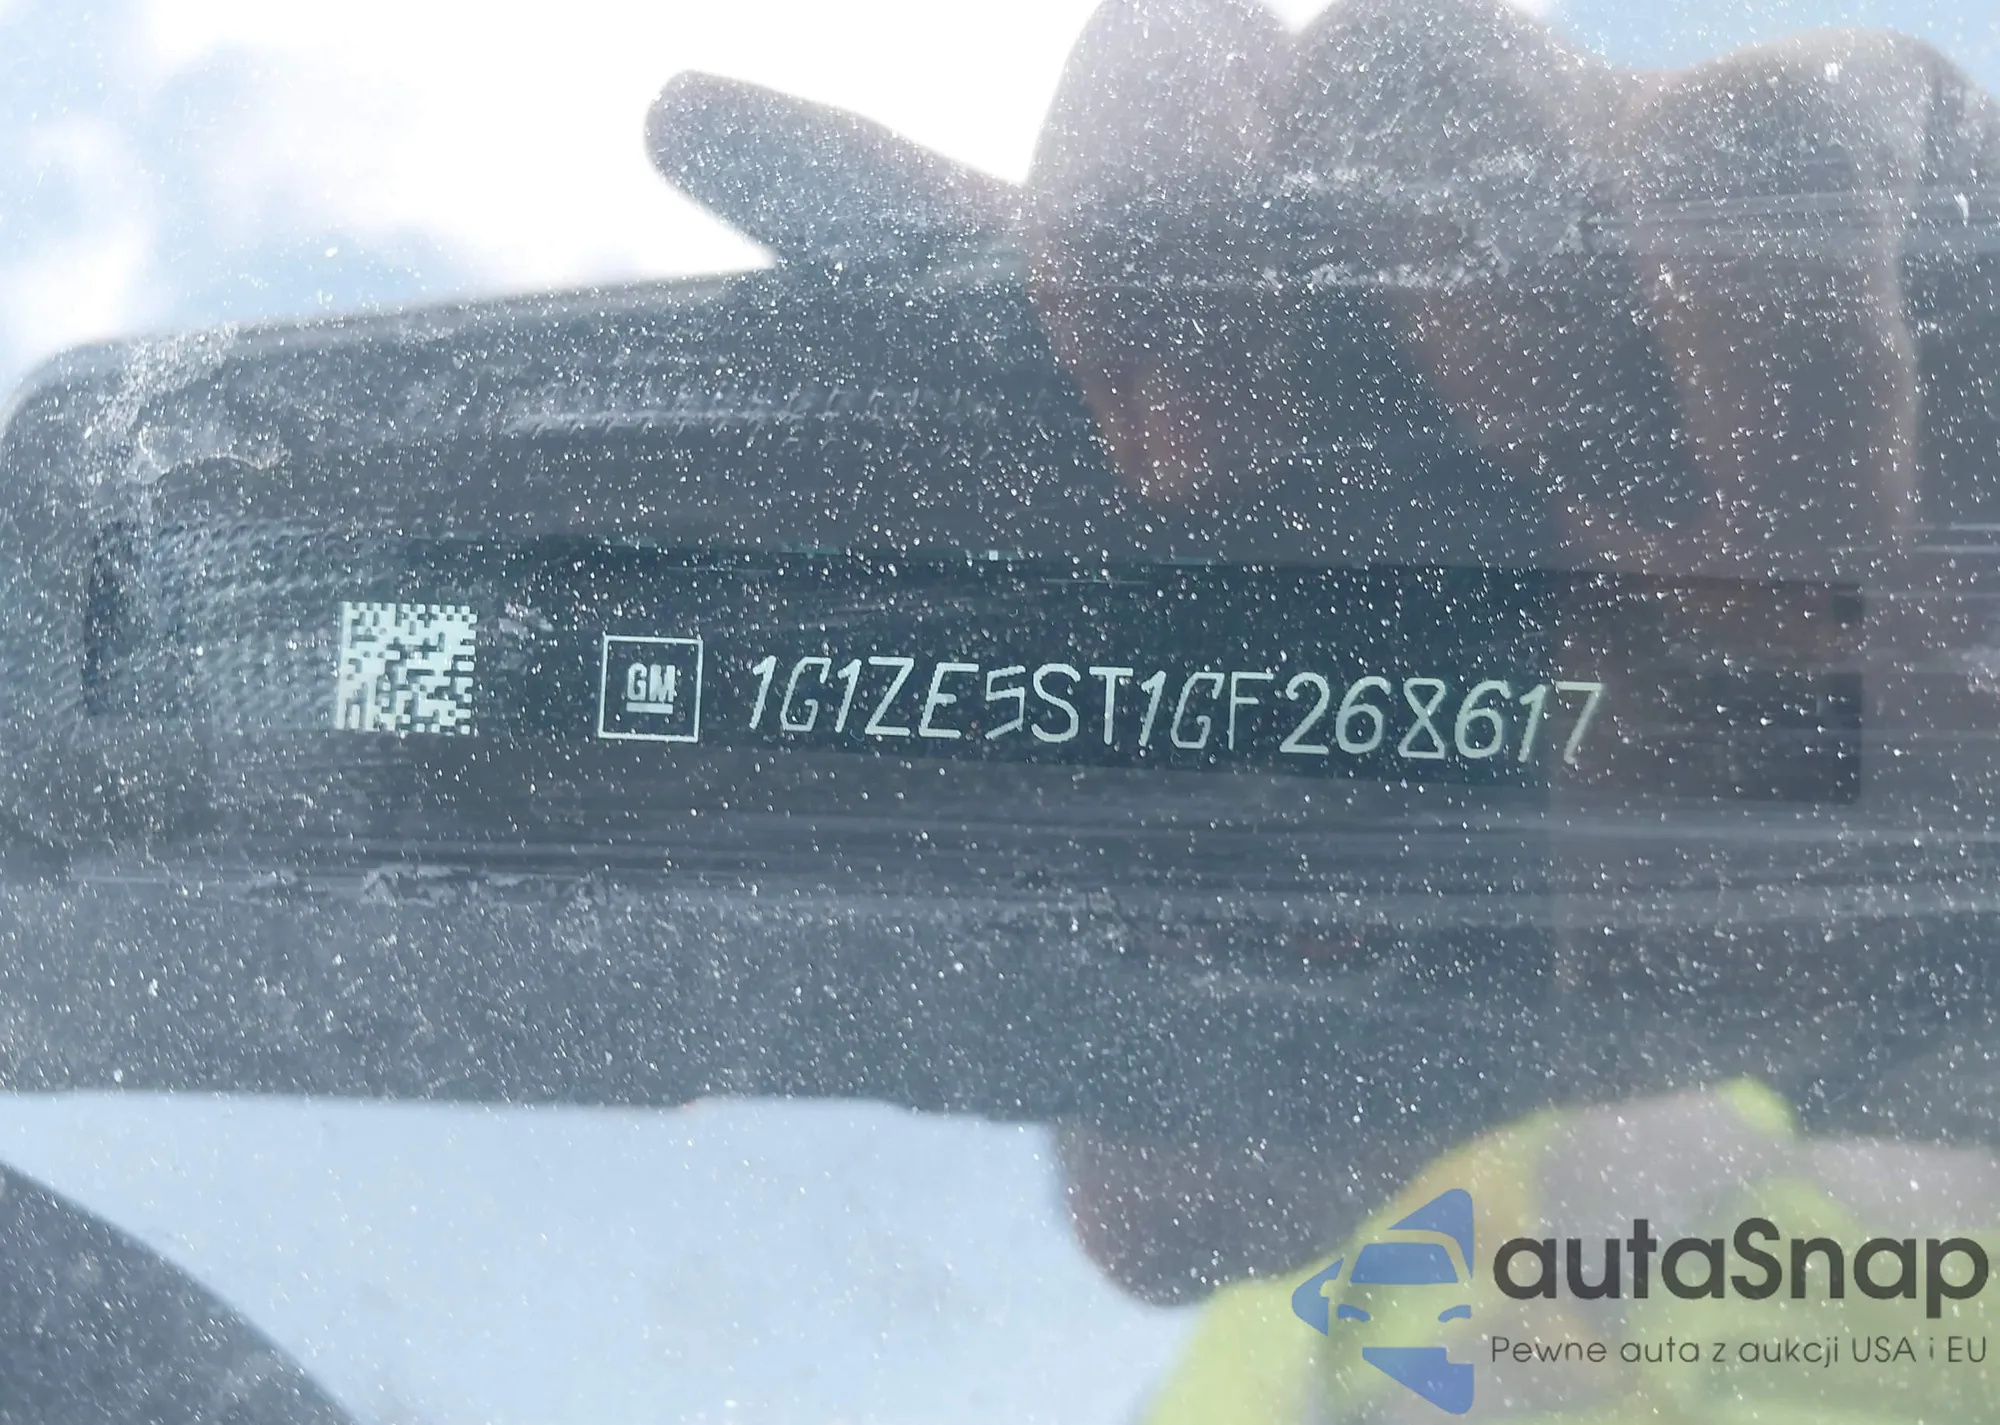 GM 1G1ZE5ST1GF268617
autaSnap
Pewne auta z aukcji USA i EU